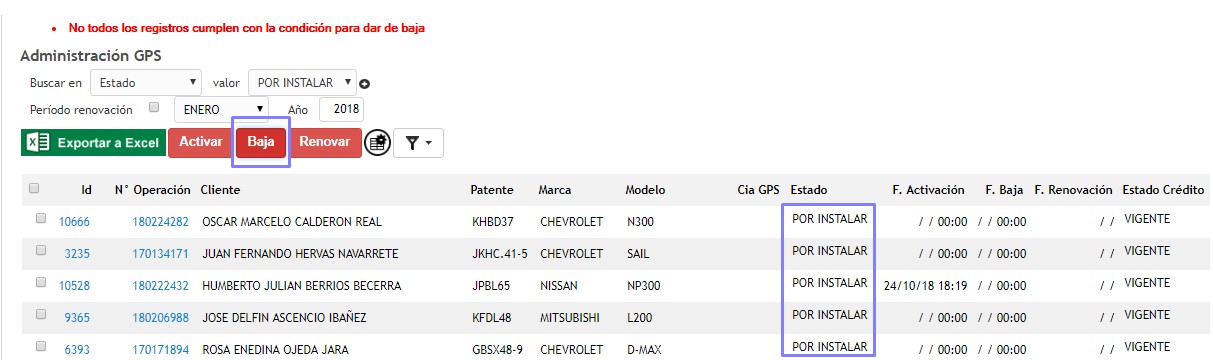 No todos los registros cumplen con la condición para dar de baja
Administración GPS
Buscar en Estado valor POR INSTALAR
Período renovación ENERO Año 2018
Exportar a Excel Activar Baja Renovar
Id N° Operación Cliente Patente Marca Modelo Cia GPS Estado F. Activación F. Baja F. Renovación Estado Crédito
10666 180224282 OSCAR MARCELO CALDERON REAL KHBD37 CHEVROLET N300 POR INSTALAR / / 00:00 / / 00:00 / / VIGENTE
3235 170134171 JUAN FERNANDO HERVAS NAVARRETE JKHC.41-5 CHEVROLET SAIL POR INSTALAR / / 00:00 / / 00:00 / / VIGENTE
10528 180222432 HUMBERTO JULIAN BERRIOS BECERRA JPBL65 NISSAN NP300 POR INSTALAR 24/10/18 18:19 / / 00:00 / / VIGENTE
9365 180206988 JOSE DELFIN ASCENCIO IBAÑEZ KFDL48 MITSUBISHI L200 POR INSTALAR / / 00:00 / / 00:00 / / VIGENTE
6393 170171894 ROSA ENEDINA OJEDA JARA GBSX48-9 CHEVROLET D-MAX POR INSTALAR / / 00:00 / / 00:00 / / VIGENTE